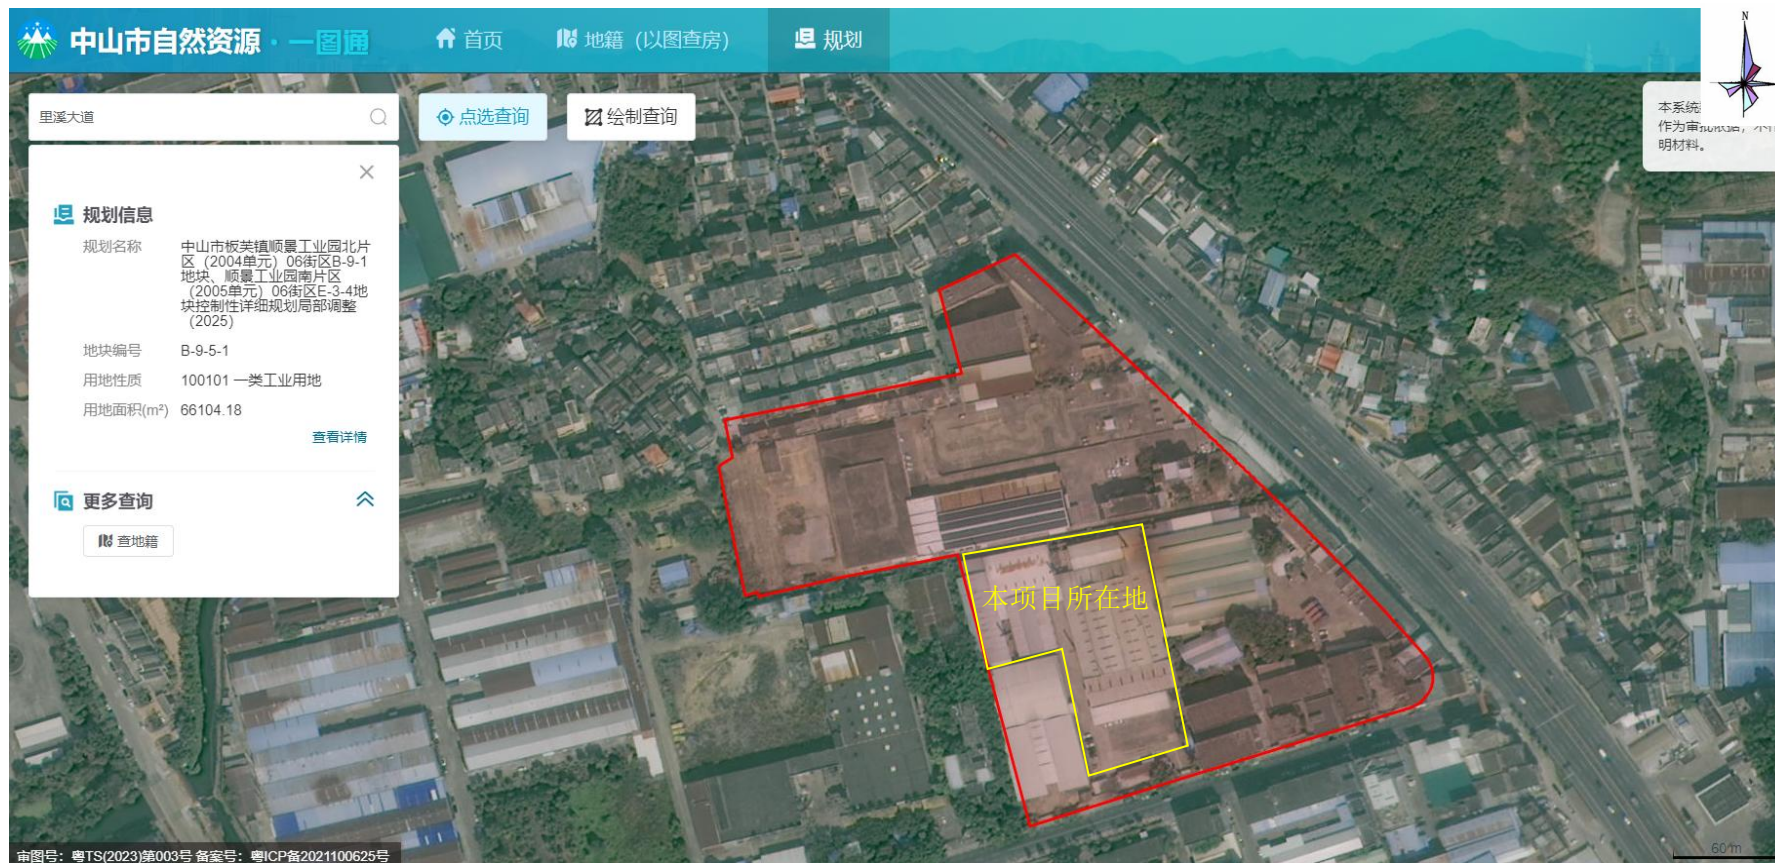 中山市自然资源·一图通
首页
地籍（以图查房）
规划
N
里溪大道
点选查询
绘制查询
本系统
作为审批依据，不
明材料。
规划信息
规划名称
中山市板芙镇顺景工业园北片
区（2004单元）06街区B-9-1
地块、顺景工业园南片区
（2005单元）06街区E-3-4地
块控制性详细规划局部调整
（2025）
地块编号 B-9-5-1
用地性质 100101 一类工业用地
用地面积(m²) 66104.18
查看详情
更多查询
查地籍
本项目所在地
审图号：粤TS(2023)第003号 备案号：粤ICP备2021100625号
60 m